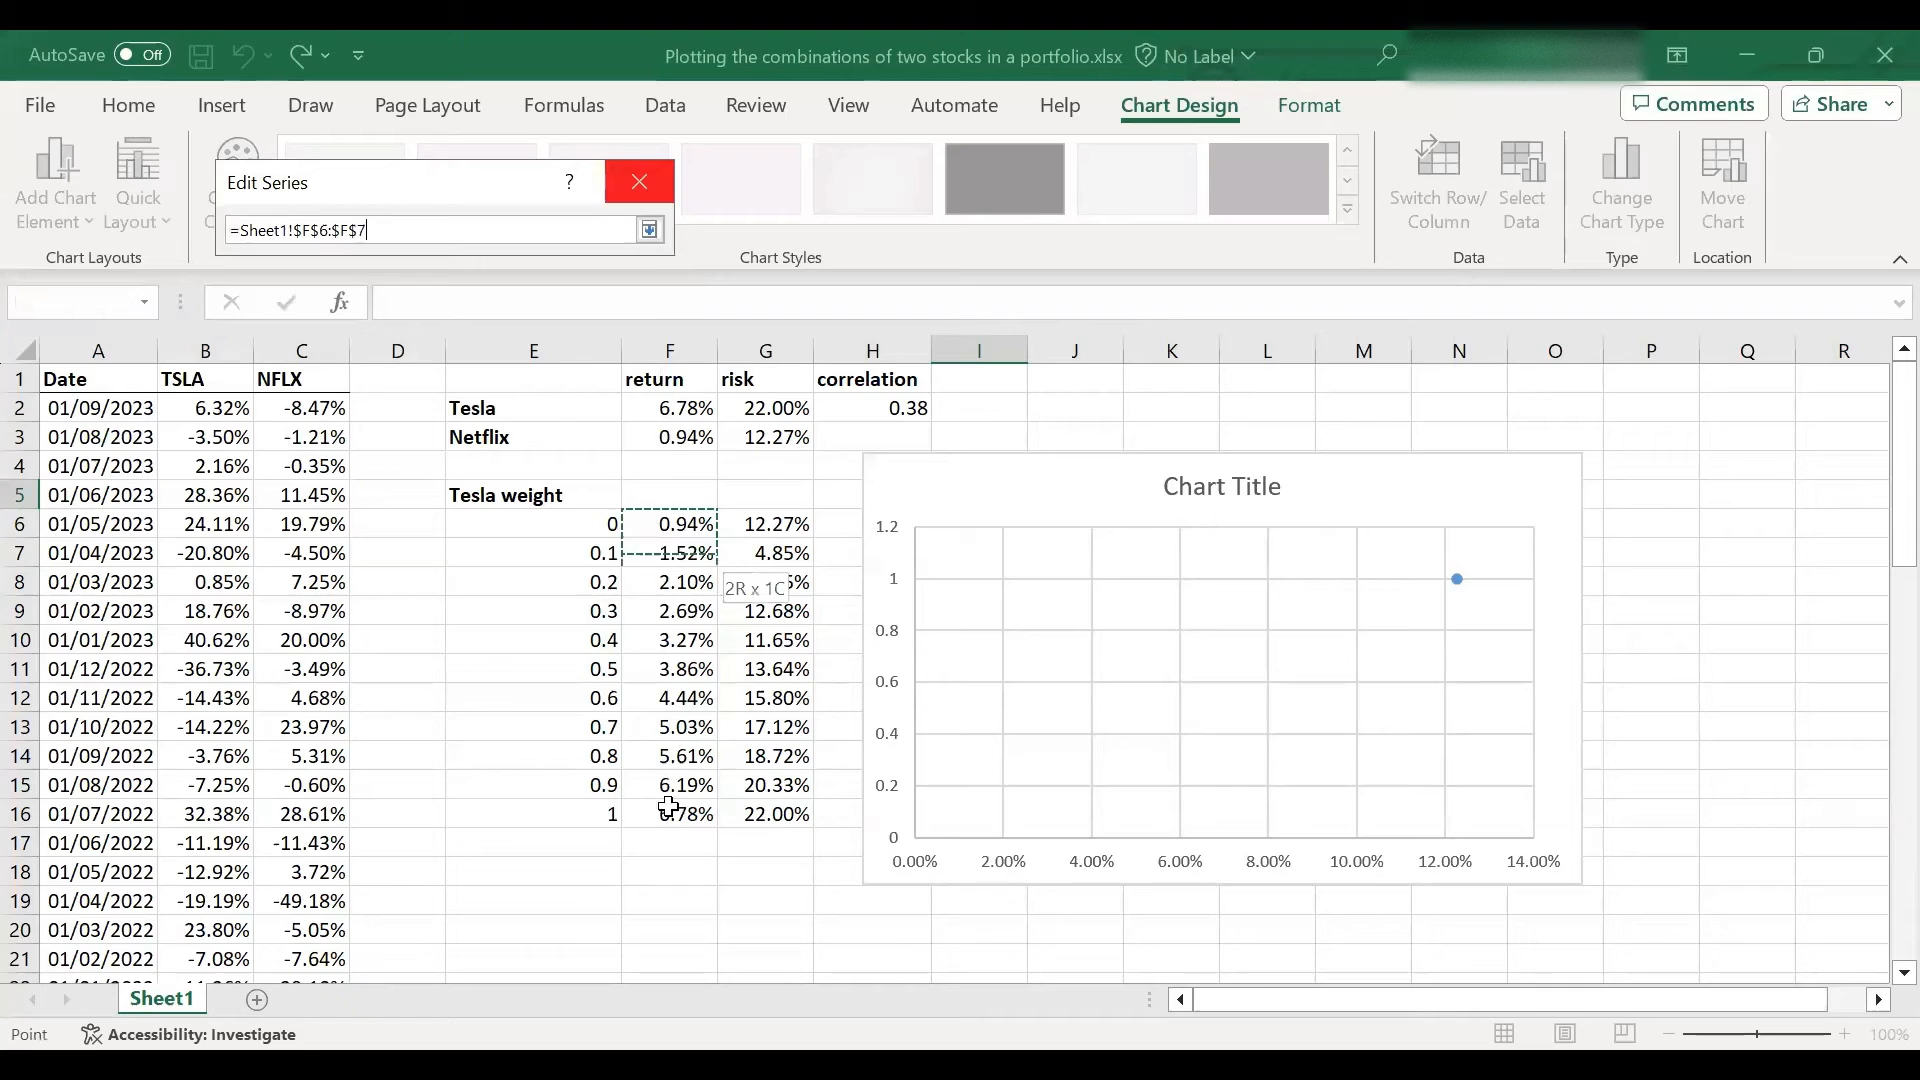 AutoSave Off Plotting the combinations of two stocks in a portfolio.xlsx No Label
File Home Insert Draw Page Layout Formulas Data Review View Automate Help Chart Design Format Comments Share
Add Chart Element Quick Layout
Edit Series ?
=Sheet1!$F$6:$F$7
Switch Row/Column Select Data Change Chart Type Move Chart
Chart Layouts Chart Styles Data Type Location
fx
A B C D E F G H I J K L M N O P Q R
1 Date TSLA NFLX return risk correlation
2 01/09/2023 6.32% -8.47% Tesla 6.78% 22.00% 0.38
3 01/08/2023 -3.50% -1.21% Netflix 0.94% 12.27%
4 01/07/2023 2.16% -0.35%
5 01/06/2023 28.36% 11.45% Tesla weight
6 01/05/2023 24.11% 19.79% 0 0.94% 12.27%
7 01/04/2023 -20.80% -4.50% 0.1 1.52% 4.85%
8 01/03/2023 0.85% 7.25% 0.2 2.10%
2R x 1C
9 01/02/2023 18.76% -8.97% 0.3 2.69% 12.68%
10 01/01/2023 40.62% 20.00% 0.4 3.27% 11.65%
11 01/12/2022 -36.73% -3.49% 0.5 3.86% 13.64%
12 01/11/2022 -14.43% 4.68% 0.6 4.44% 15.80%
13 01/10/2022 -14.22% 23.97% 0.7 5.03% 17.12%
14 01/09/2022 -3.76% 5.31% 0.8 5.61% 18.72%
15 01/08/2022 -7.25% -0.60% 0.9 6.19% 20.33%
16 01/07/2022 32.38% 28.61% 1 22.00%
17 01/06/2022 -11.19% -11.43%
18 01/05/2022 -12.92% 3.72%
19 01/04/2022 -19.19% -49.18%
20 01/03/2022 23.80% -5.05%
21 01/02/2022 -7.08% -7.64%
Chart Title
1.2
1
0.8
0.6
0.4
0.2
0
0.00% 2.00% 4.00% 6.00% 8.00% 10.00% 12.00% 14.00%
Sheet1
Point Accessibility: Investigate 100%